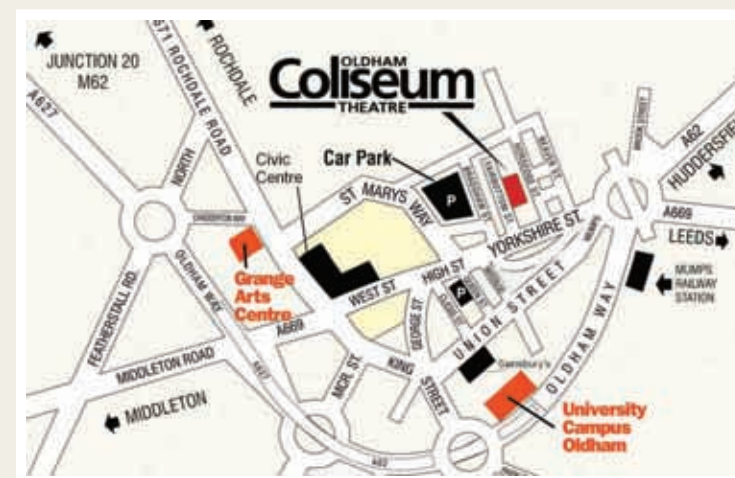 JUNCTION 20
M62
ROCHDALE
A671 ROCHDALE ROAD
A627
OLDHAM
Coliseum
THEATRE
Civic
Centre
Car Park
ST MARYS WAY
P
NORTH
Grange
Arts
Centre
OLDHAM WAY
FEATHERSTALL RD.
A669
WEST ST
HIGH ST
YORKSHIRE ST.
GEORGE ST
P
UNION STREET
MUMPS
A62
HUDDERSFIELD
A669
LEEDS
MUMPS
RAILWAY
STATION
OLDHAM WAY
MIDDLETON ROAD
MIDDLETON
A627
MCR. ST.
KING
STREET
Sainsbury's
University
Campus
Oldham
A62